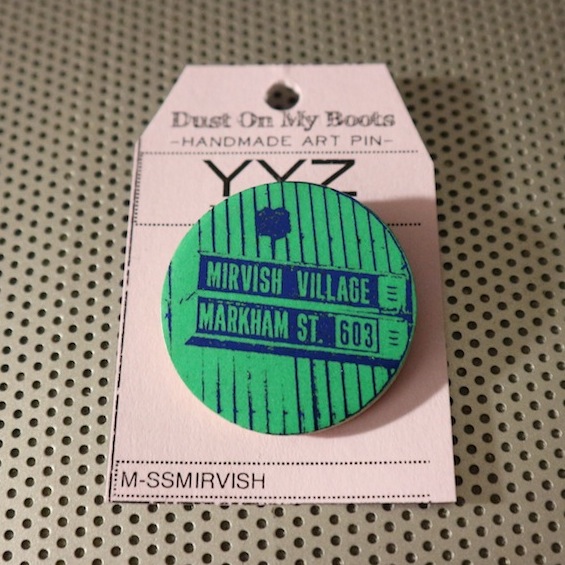 Dust On My Boots
-HANDMADE ART PIN-
YYZ
MIRVISH VILLAGE
MARKHAM ST. 603
M-SSMIRVISH